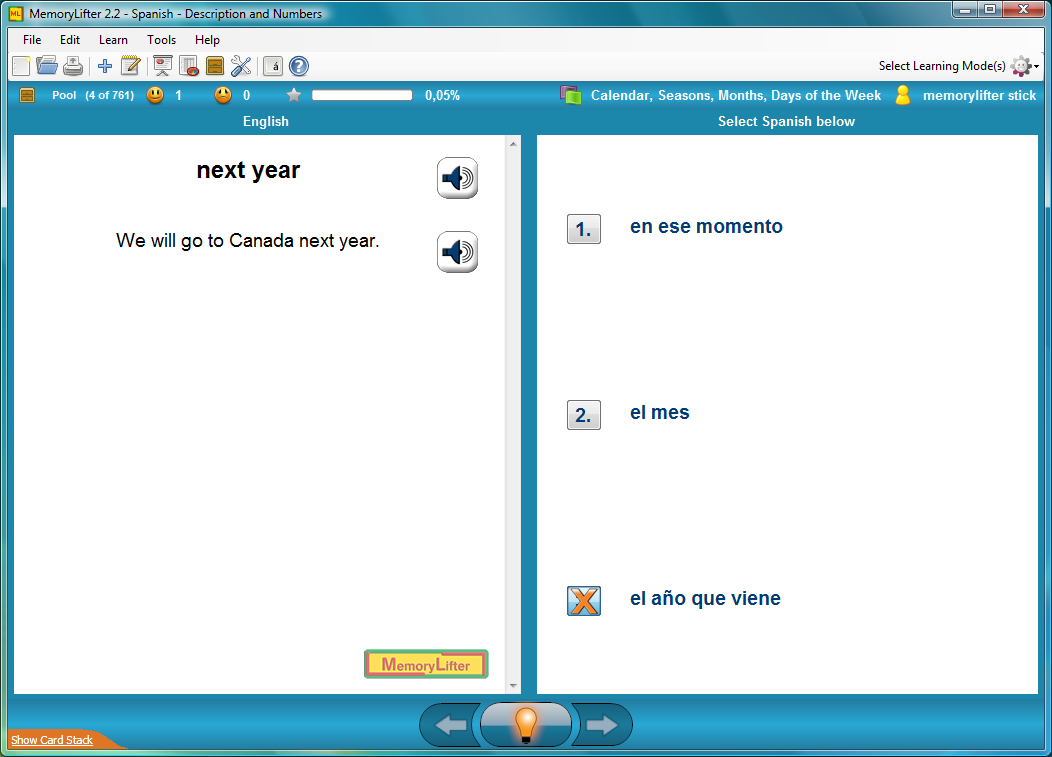 ML MemoryLifter 2.2 - Spanish - Description and Numbers
File Edit Learn Tools Help
á ? Select Learning Mode(s)
Pool (4 of 761) 1 0 0,05% Calendar, Seasons, Months, Days of the Week memorylifter stick
English
Select Spanish below
next year
We will go to Canada next year.
MemoryLifter
1. en ese momento
2. el mes
X el año que viene
Show Card Stack